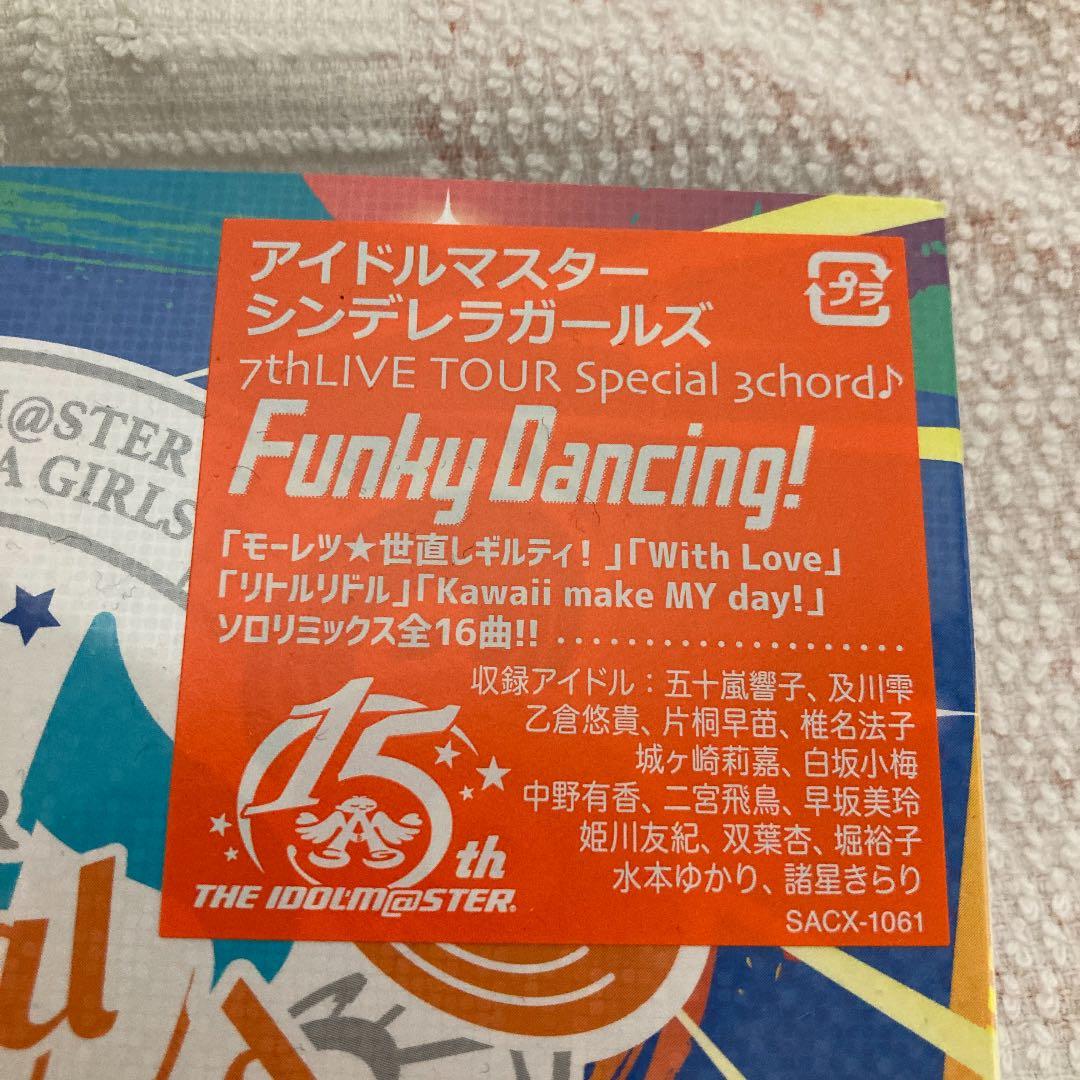 アイドルマスター
シンデレラガールズ
7thLIVE TOUR Special 3chord♪
Funky Dancing!
「モーレツ★世直しギルティ!」「With Love」
「リトルリドル」「Kawaii make MY day!」
ソロリミックス全16曲!!
収録アイドル:五十嵐響子、及川雫
乙倉悠貴、片桐早苗、椎名法子
城ヶ崎莉嘉、白坂小梅
中野有香、二宮飛鳥、早坂美玲
姫川友紀、双葉杏、堀裕子
水本ゆかり、諸星きらり
SACX-1061
プラ
15th
THE IDOLM@STER
M@STER
A GIRLS